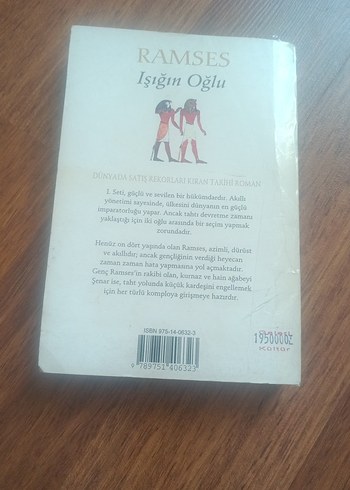 RAMSES
Işığın Oğlu
DÜNYADA SATIŞ REKORLARI KIRAN TARİHİ ROMAN
I. Seti, güçlü ve sevilen bir hükümdardır. Akıllı
yönetimi sayesinde, ülkesini dünyanın en güçlü
imparatorluğu yapar. Ancak tahtı devretme zamanı
yaklaştığı için iki oğlu arasında bir seçim yapmak
zorundadır.
Henüz on dört yaşında olan Ramses, azimli, dürüst
ve akıllıdır; ancak gençliğinin verdiği heyecan
zaman zaman hata yapmasına yol açmaktadır.
Genç Ramses'in rakibi olan, kurnaz ve hain ağabeyi
Şenar ise, taht yolunda küçük kardeşini engellemek
için her türlü komploya girişmeye hazırdır.
ISBN 975-14-0632-3
9789751406323
1950000Z